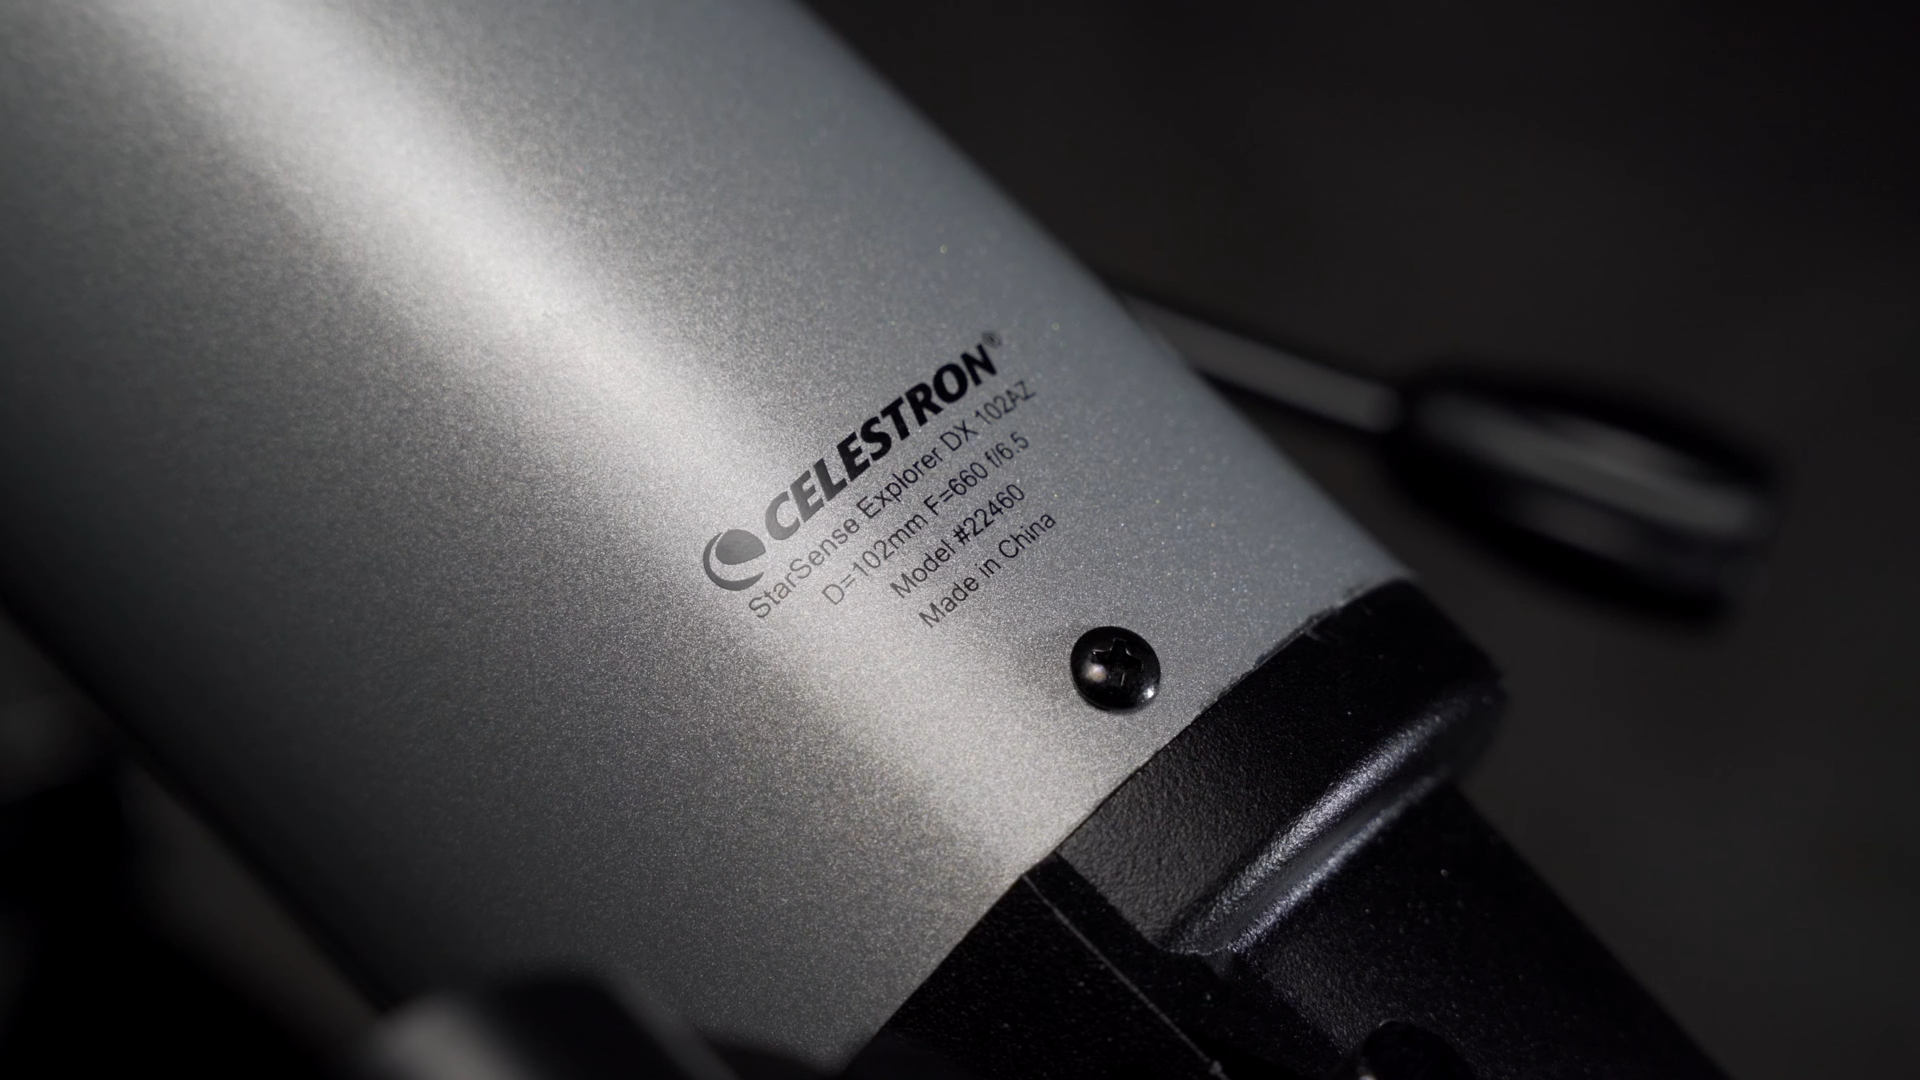 CELESTRON®
StarSense Explorer DX 102AZ
D=102mm F=660 f/6.5
Model #22460
Made in China